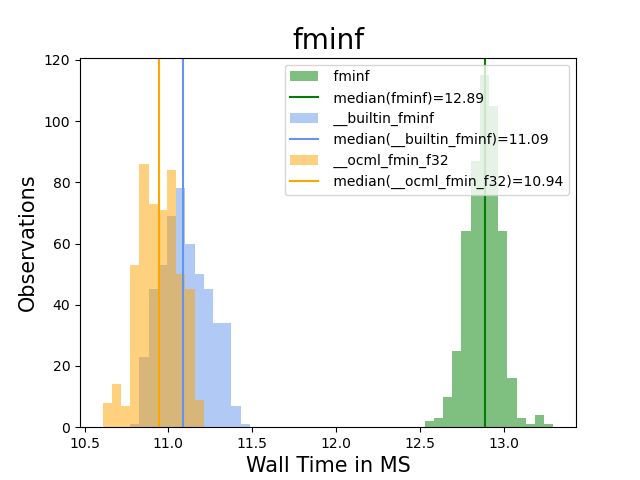 fminf
120
100
80
60
40
20
0
Observations
fminf
median(fminf)=12.89
__builtin_fminf
median(__builtin_fminf)=11.09
__ocml_fmin_f32
median(__ocml_fmin_f32)=10.94
10.5 11.0 11.5 12.0 12.5 13.0
Wall Time in MS